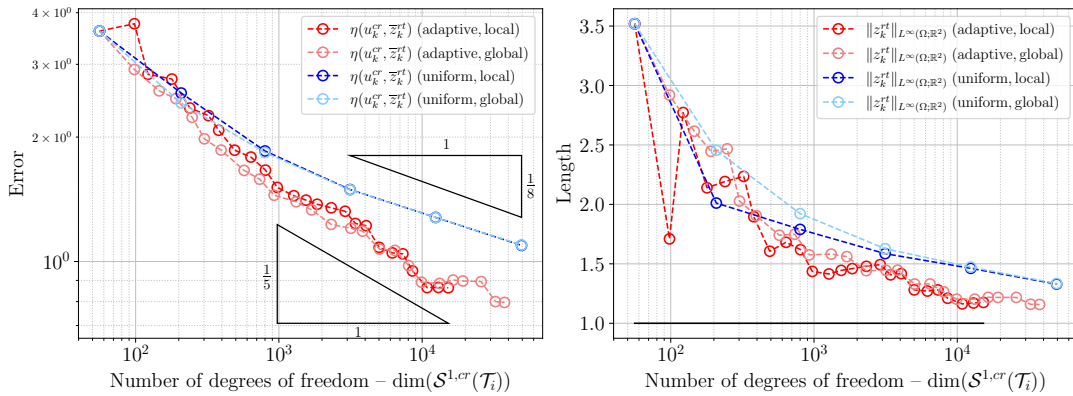 4 × 10⁰
3 × 10⁰
2 × 10⁰
10⁰
Error
η(u_k^{cr}, z̄_k^{rt}) (adaptive, local)
η(u_k^{cr}, z̄_k^{rt}) (adaptive, global)
η(u_k^{cr}, z̄_k^{rt}) (uniform, local)
η(u_k^{cr}, z̄_k^{rt}) (uniform, global)
1
1/8
1/5
1
10² 10³ 10⁴
Number of degrees of freedom – dim(𝒮^{1,cr}(𝒯_i))
3.5
3.0
2.5
2.0
1.5
1.0
Length
‖z_k^{rt}‖_{L^∞(Ω;ℝ²)} (adaptive, local)
‖z_k^{rt}‖_{L^∞(Ω;ℝ²)} (adaptive, global)
‖z_k^{rt}‖_{L^∞(Ω;ℝ²)} (uniform, local)
‖z_k^{rt}‖_{L^∞(Ω;ℝ²)} (uniform, global)
10² 10³ 10⁴
Number of degrees of freedom – dim(𝒮^{1,cr}(𝒯_i))